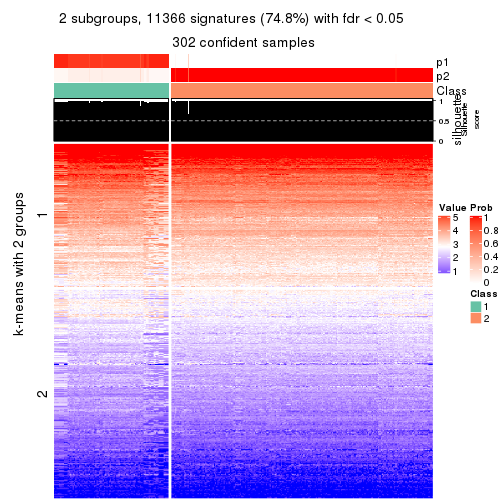 2 subgroups, 11366 signatures (74.8%) with fdr < 0.05
302 confident samples
p1
p2
Class
1
0.5
0
silhouette
Silhouette
score
k-means with 2 groups
1
2
Value
5
4
3
2
1
Prob
1
0.8
0.6
0.4
0.2
0
Class
1
2